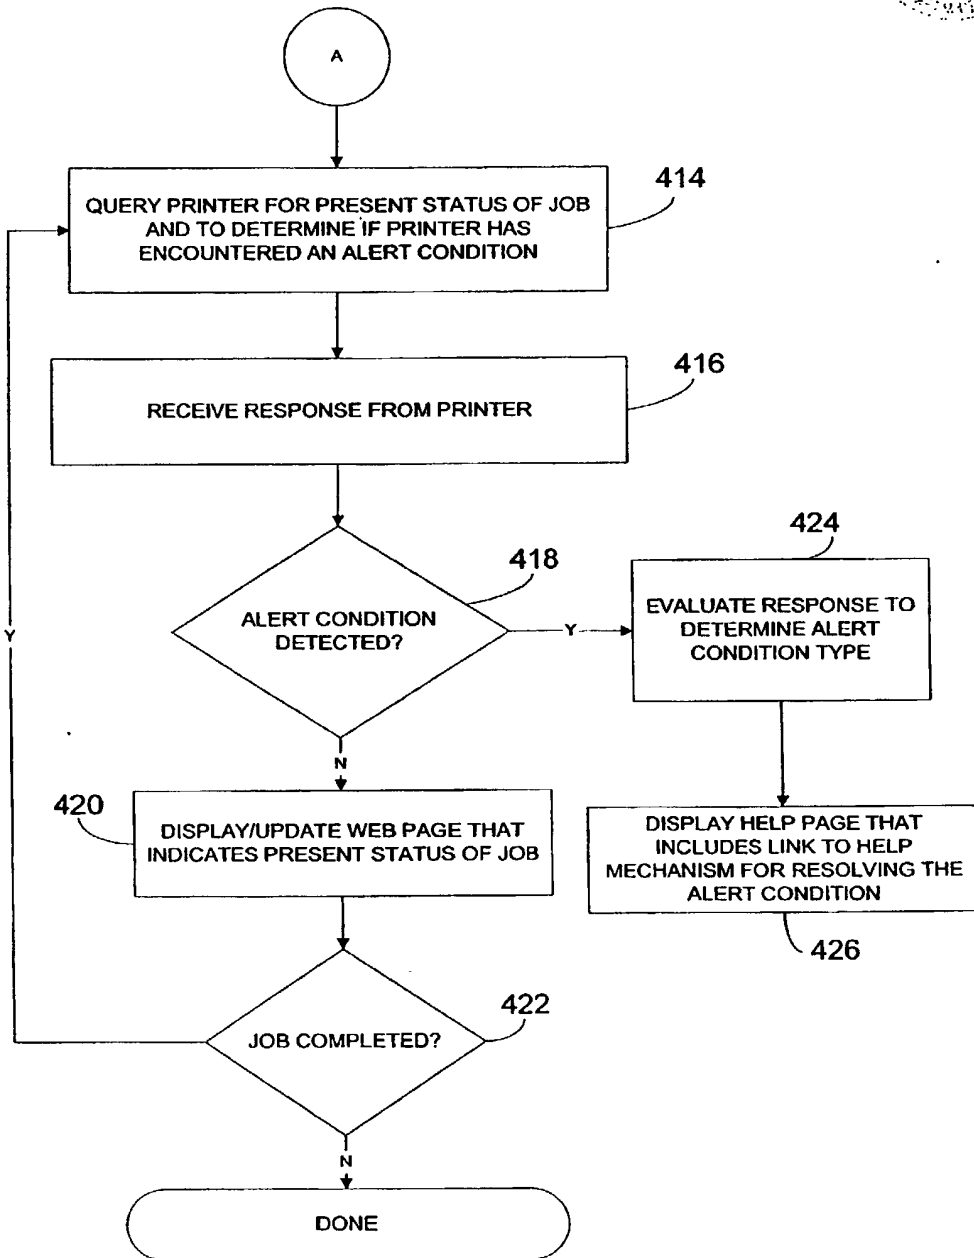 A
QUERY PRINTER FOR PRESENT STATUS OF JOB
AND TO DETERMINE IF PRINTER HAS
ENCOUNTERED AN ALERT CONDITION
414
RECEIVE RESPONSE FROM PRINTER
416
ALERT CONDITION
DETECTED?
418
Y
EVALUATE RESPONSE TO
DETERMINE ALERT
CONDITION TYPE
424
Y
N
420
DISPLAY/UPDATE WEB PAGE THAT
INDICATES PRESENT STATUS OF JOB
DISPLAY HELP PAGE THAT
INCLUDES LINK TO HELP
MECHANISM FOR RESOLVING THE
ALERT CONDITION
426
JOB COMPLETED?
422
N
DONE